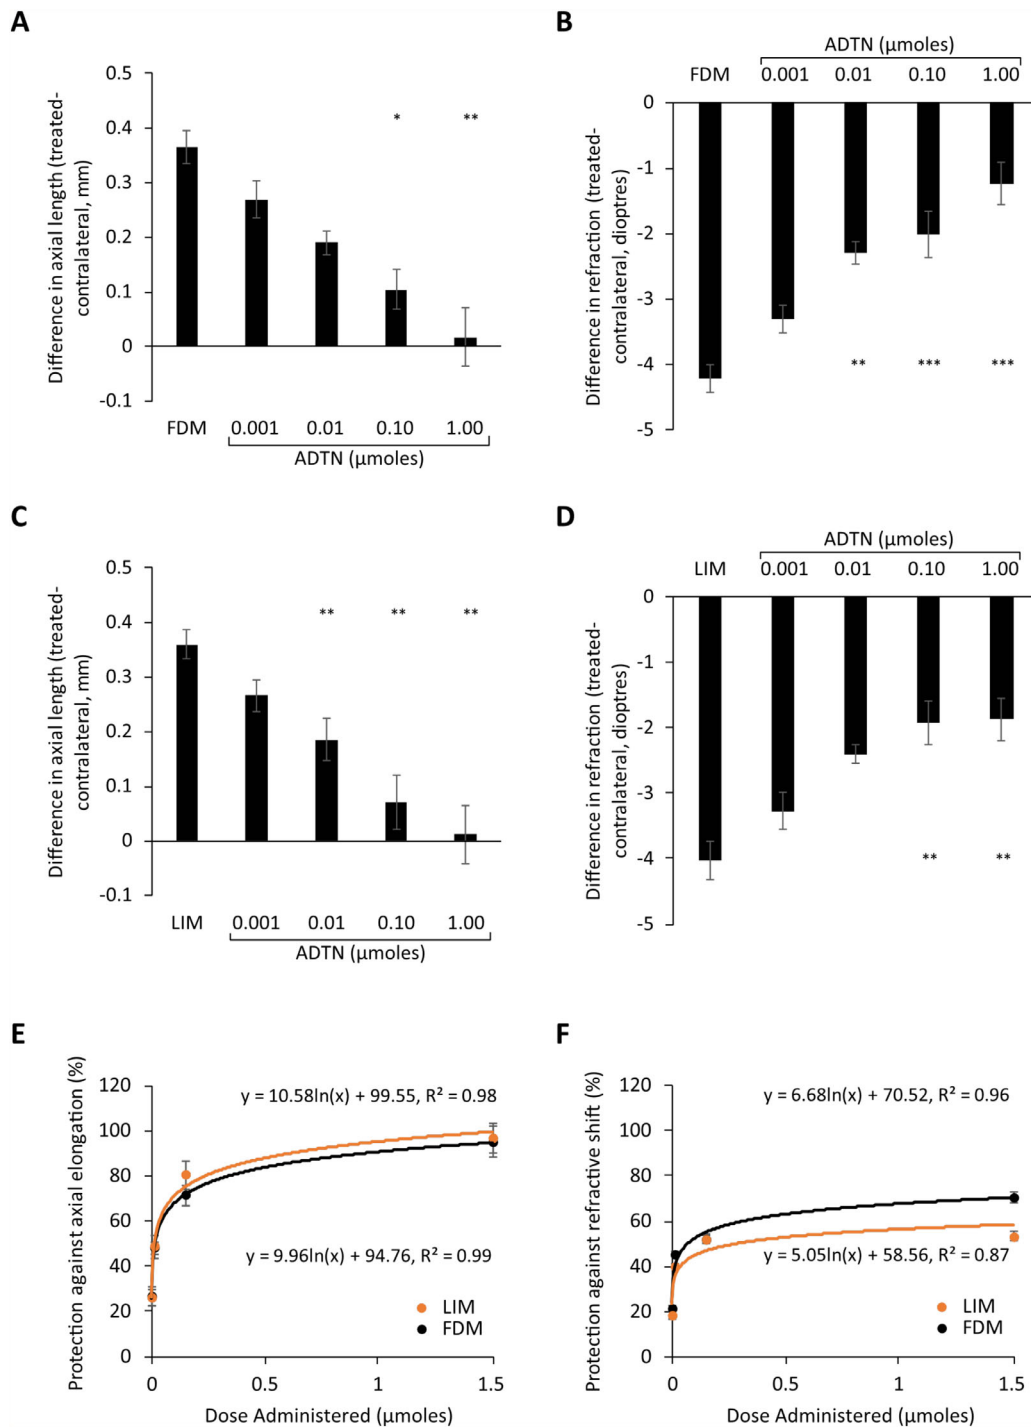 A
Difference in axial length (treated-
contralateral, mm)
0.5
0.4
0.3
0.2
0.1
0
-0.1
* **
FDM 0.001 0.01 0.10 1.00
ADTN (µmoles)
B
ADTN (µmoles)
FDM 0.001 0.01 0.10 1.00
Difference in refraction (treated-
contralateral, dioptres)
0
-1
-2
-3
-4
-5
** *** ***
C
Difference in axial length (treated-
contralateral, mm)
0.5
0.4
0.3
0.2
0.1
0
-0.1
** ** **
LIM 0.001 0.01 0.10 1.00
ADTN (µmoles)
D
ADTN (µmoles)
LIM 0.001 0.01 0.10 1.00
Difference in refraction (treated-
contralateral, dioptres)
0
-1
-2
-3
-4
-5
** **
E
Protection against axial elongation (%)
120
100
80
60
40
20
0
y = 10.58ln(x) + 99.55, R² = 0.98
y = 9.96ln(x) + 94.76, R² = 0.99
LIM
FDM
0 0.5 1 1.5
Dose Administered (µmoles)
F
Protection against refractive shift (%)
120
100
80
60
40
20
0
y = 6.68ln(x) + 70.52, R² = 0.96
y = 5.05ln(x) + 58.56, R² = 0.87
LIM
FDM
0 0.5 1 1.5
Dose Administered (µmoles)